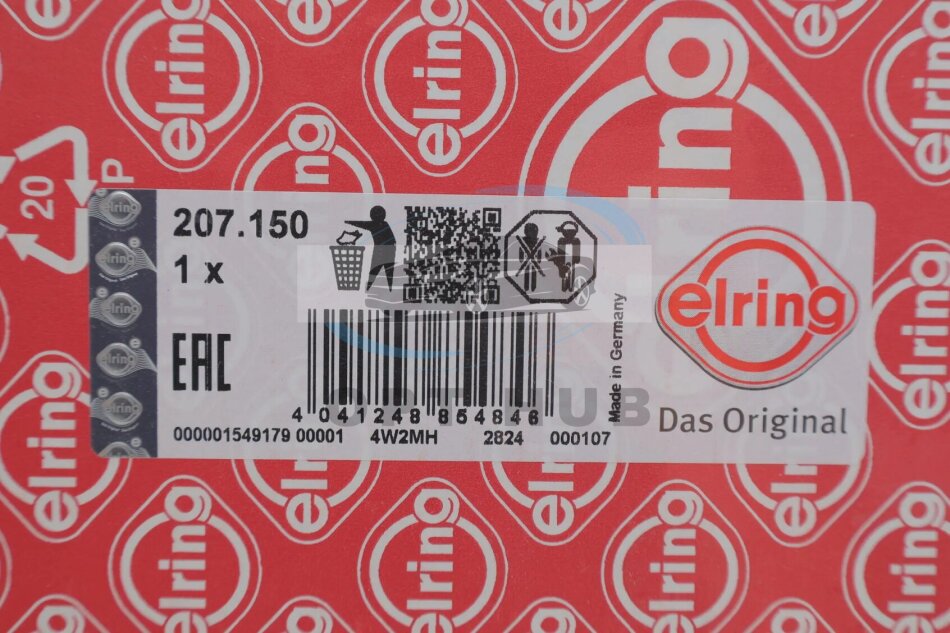 207.150
1 x
EAC
4 041248 854846
000001549179 00001 4W2MH 2824 000107
Made in Germany
elring
Das Original
20
P
HUB